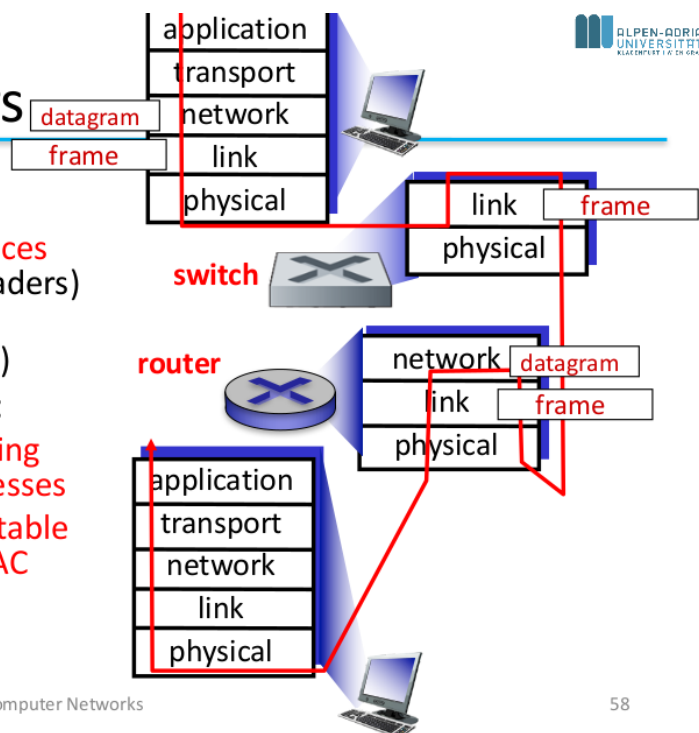 ALPEN-ADRIA
UNIVERSITÄT
application
transport
rs
datagram
network
frame
link
physical
link
frame
physical
ces
aders)
switch
)
router
network
datagram
:
link
frame
ing
physical
esses
application
table
transport
AC
network
link
physical
omputer Networks
58